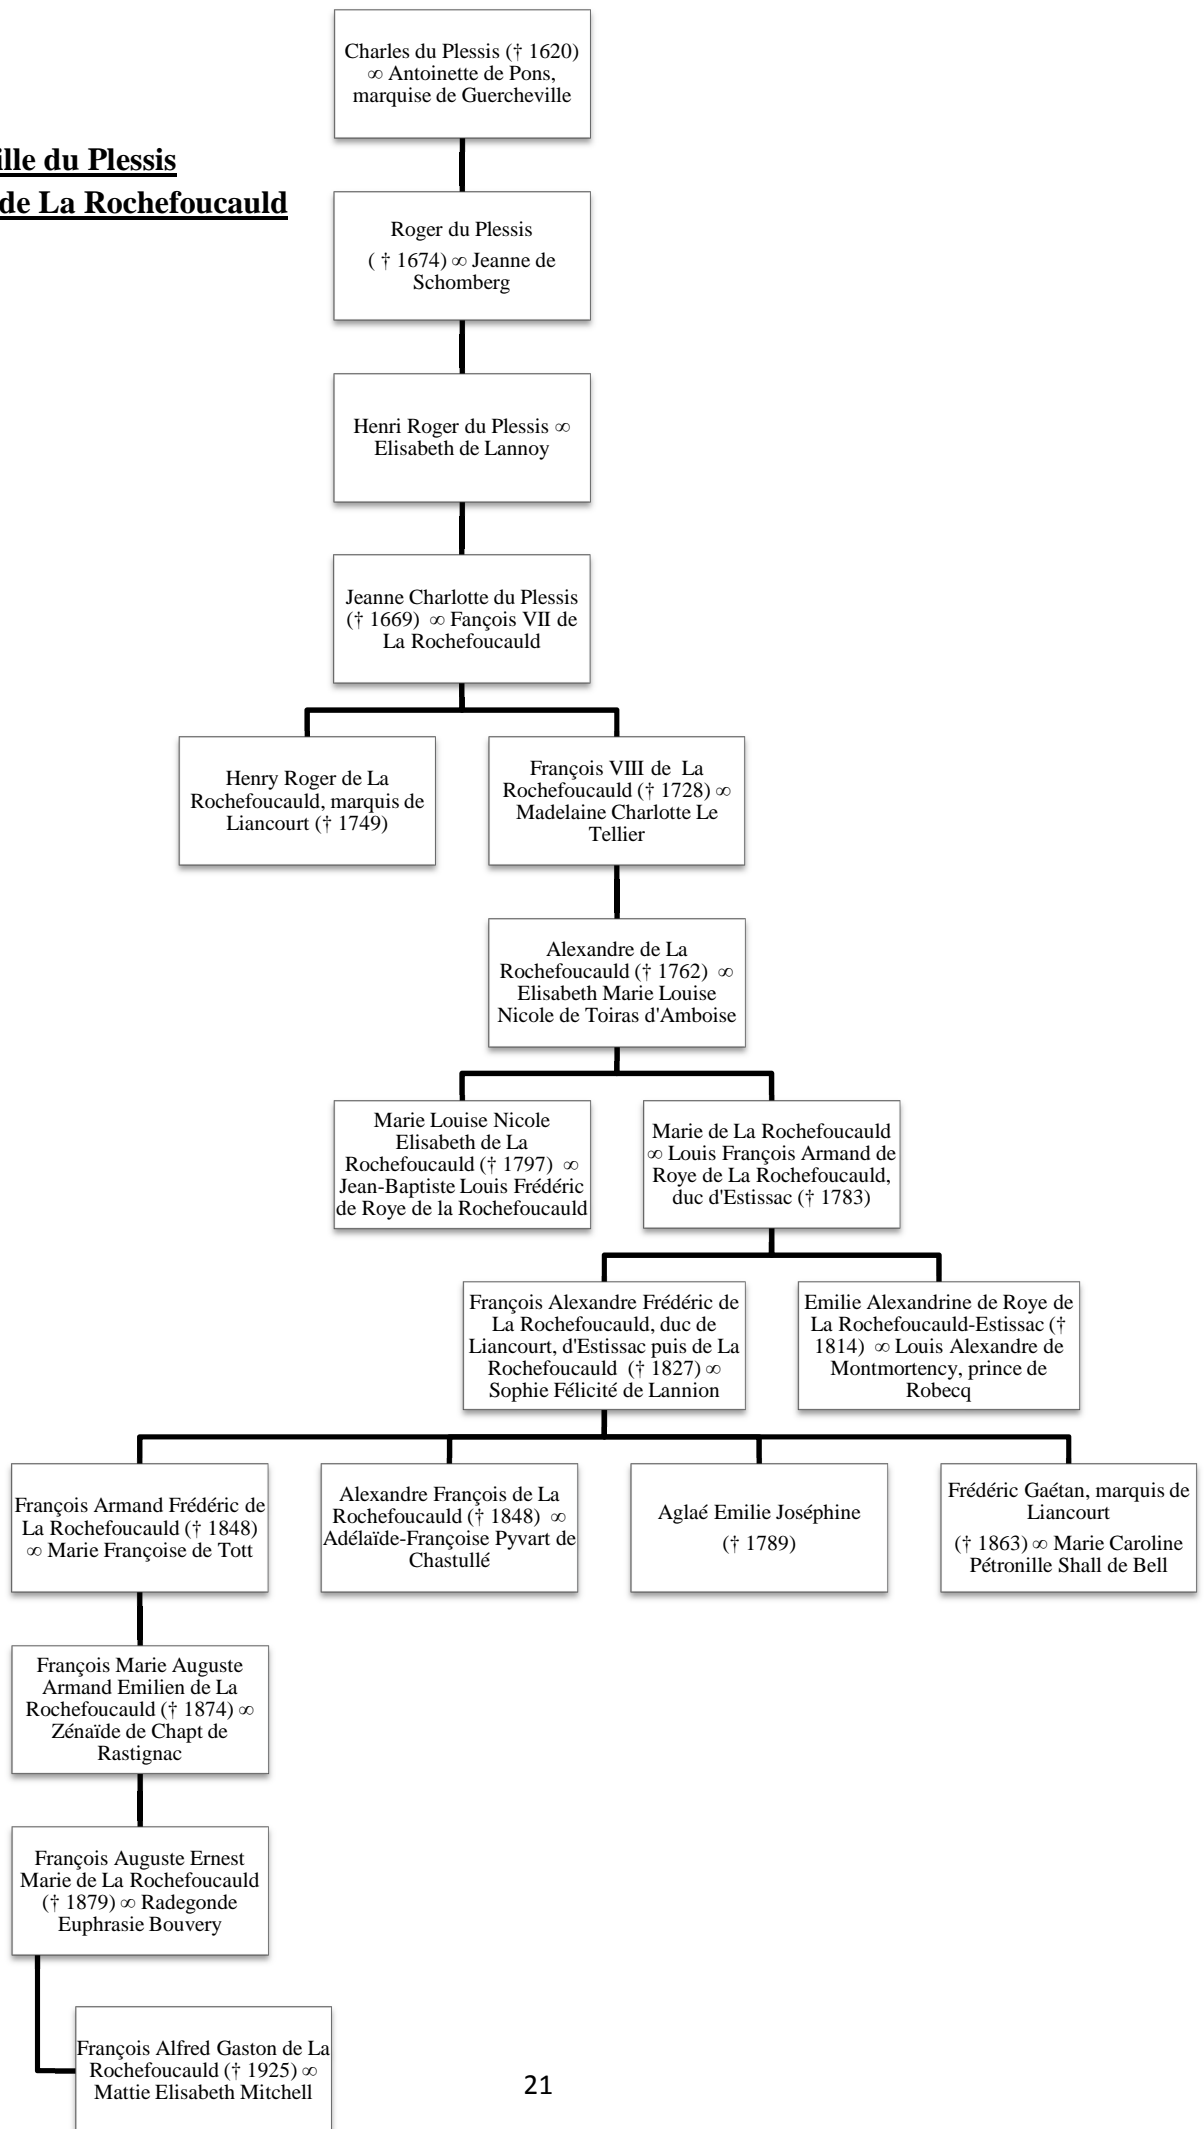 Charles du Plessis († 1620)
∞ Antoinette de Pons,
marquise de Guercheville
ille du Plessis
de La Rochefoucauld
Roger du Plessis
( † 1674) ∞ Jeanne de
Schomberg
Henri Roger du Plessis ∞
Elisabeth de Lannoy
Jeanne Charlotte du Plessis
(† 1669) ∞ Fançois VII de
La Rochefoucauld
Henry Roger de La
Rochefoucauld, marquis de
Liancourt († 1749)
François VIII de La
Rochefoucauld († 1728) ∞
Madelaine Charlotte Le
Tellier
Alexandre de La
Rochefoucauld († 1762) ∞
Elisabeth Marie Louise
Nicole de Toiras d'Amboise
Marie Louise Nicole
Elisabeth de La
Rochefoucauld († 1797) ∞
Jean-Baptiste Louis Frédéric
de Roye de la Rochefoucauld
Marie de La Rochefoucauld
∞ Louis François Armand de
Roye de La Rochefoucauld,
duc d'Estissac († 1783)
François Alexandre Frédéric de
La Rochefoucauld, duc de
Liancourt, d'Estissac puis de La
Rochefoucauld († 1827) ∞
Sophie Félicité de Lannion
Emilie Alexandrine de Roye de
La Rochefoucauld-Estissac (†
1814) ∞ Louis Alexandre de
Montmortency, prince de
Robecq
François Armand Frédéric de
La Rochefoucauld († 1848)
∞ Marie Françoise de Tott
Alexandre François de La
Rochefoucauld († 1848) ∞
Adélaïde-Françoise Pyvart de
Chastullé
Aglaé Emilie Joséphine
(† 1789)
Frédéric Gaétan, marquis de
Liancourt
(† 1863) ∞ Marie Caroline
Pétronille Shall de Bell
François Marie Auguste
Armand Emilien de La
Rochefoucauld († 1874) ∞
Zénaïde de Chapt de
Rastignac
François Auguste Ernest
Marie de La Rochefoucauld
(† 1879) ∞ Radegonde
Euphrasie Bouvery
François Alfred Gaston de La
Rochefoucauld († 1925) ∞
Mattie Elisabeth Mitchell
21